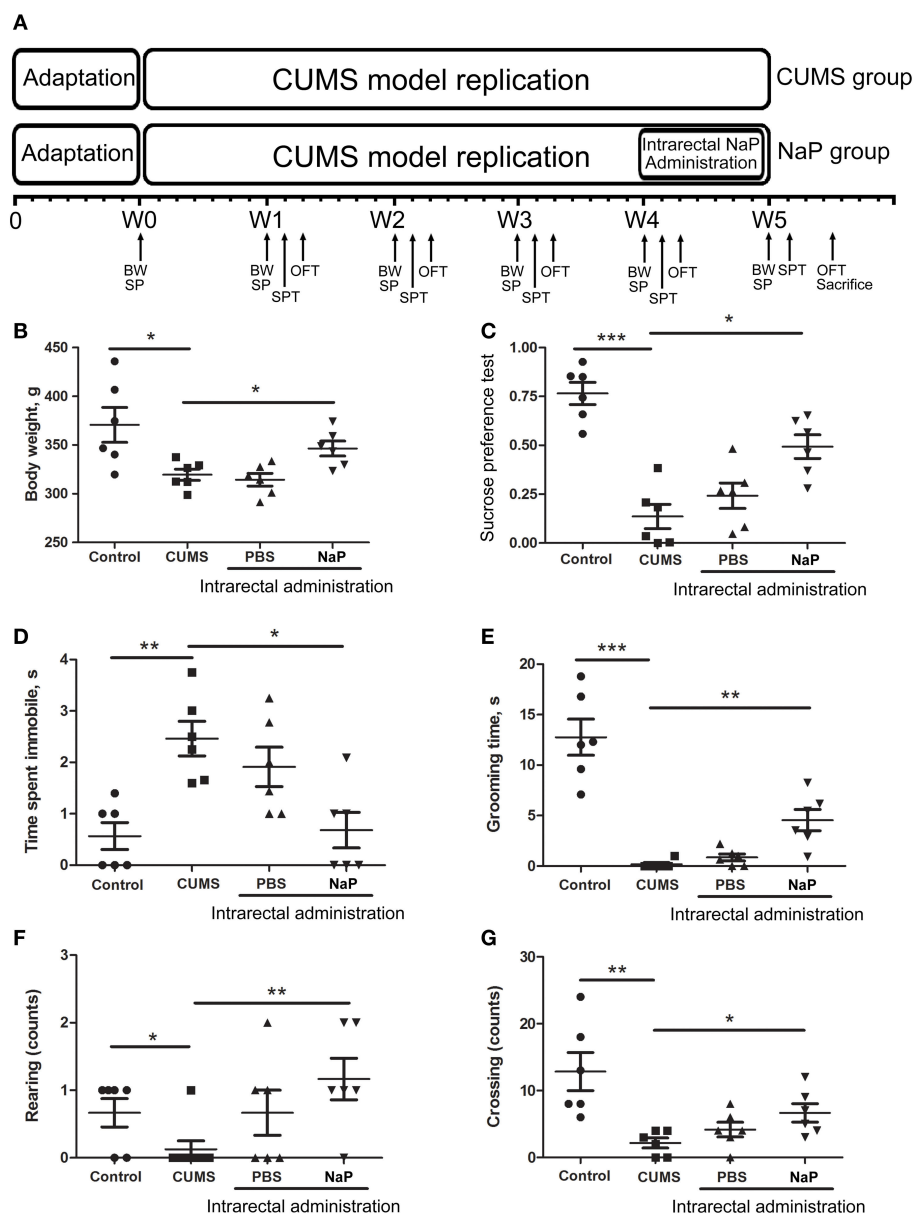 A
Adaptation CUMS model replication CUMS group
Adaptation CUMS model replication Intrarectal NaP Administration NaP group
0 W0 W1 W2 W3 W4 W5
BW BW OFT BW OFT BW OFT BW OFT BW SPT OFT
SP SP SP SP SP SP Sacrifice
SPT SPT SPT SPT
B
* *
Body weight, g
450
400
350
300
250
Control CUMS PBS NaP
Intrarectal administration
C
*** *
Sucrose preference test
1.00
0.75
0.50
0.25
0.00
Control CUMS PBS NaP
Intrarectal administration
D
** *
Time spent immobile, s
4
3
2
1
0
Control CUMS PBS NaP
Intrarectal administration
E
*** **
Grooming time, s
20
15
10
5
0
Control CUMS PBS NaP
Intrarectal administration
F
* **
Rearing (counts)
3
2
1
0
Control CUMS PBS NaP
Intrarectal administration
G
** *
Crossing (counts)
30
20
10
0
Control CUMS PBS NaP
Intrarectal administration